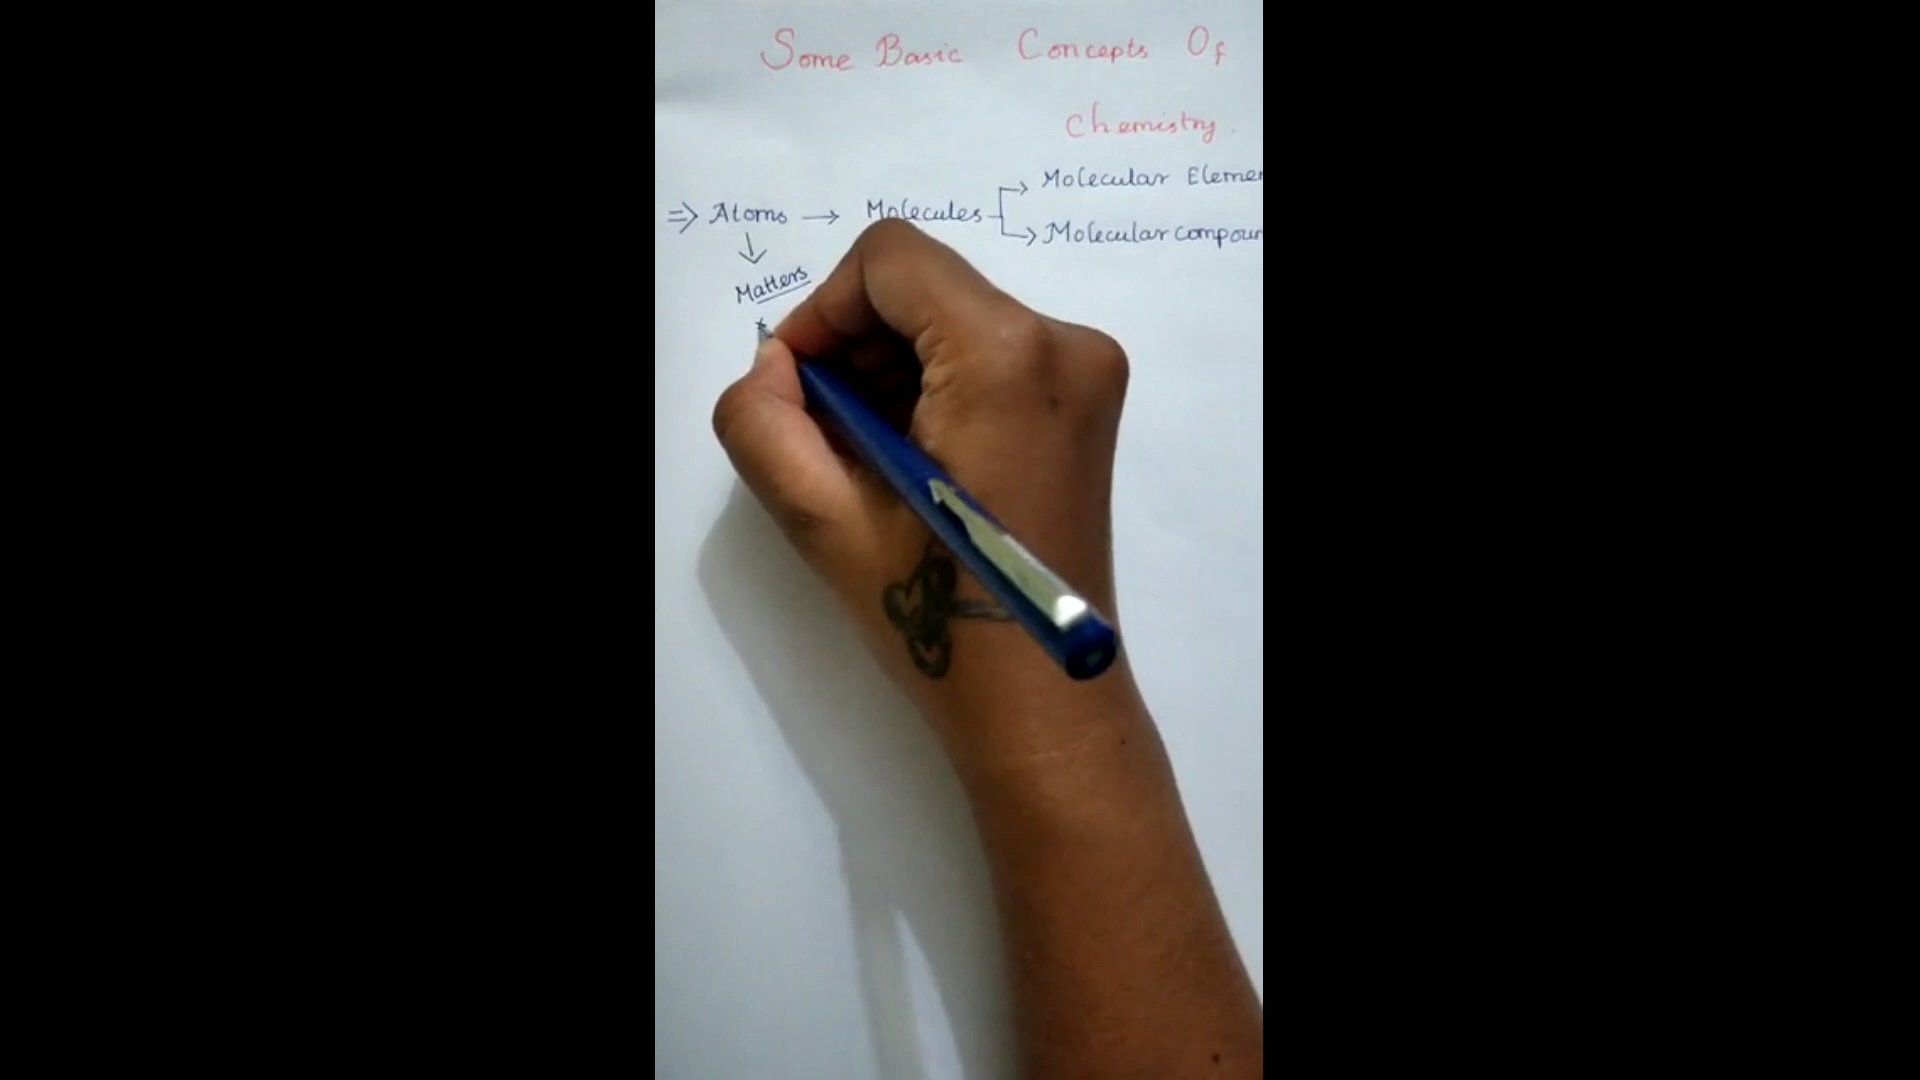 Some Basic Concepts Of
Chemistry.
Molecular Elemen
⇒ Atoms → Molecules
Molecular compoun
Matters
*